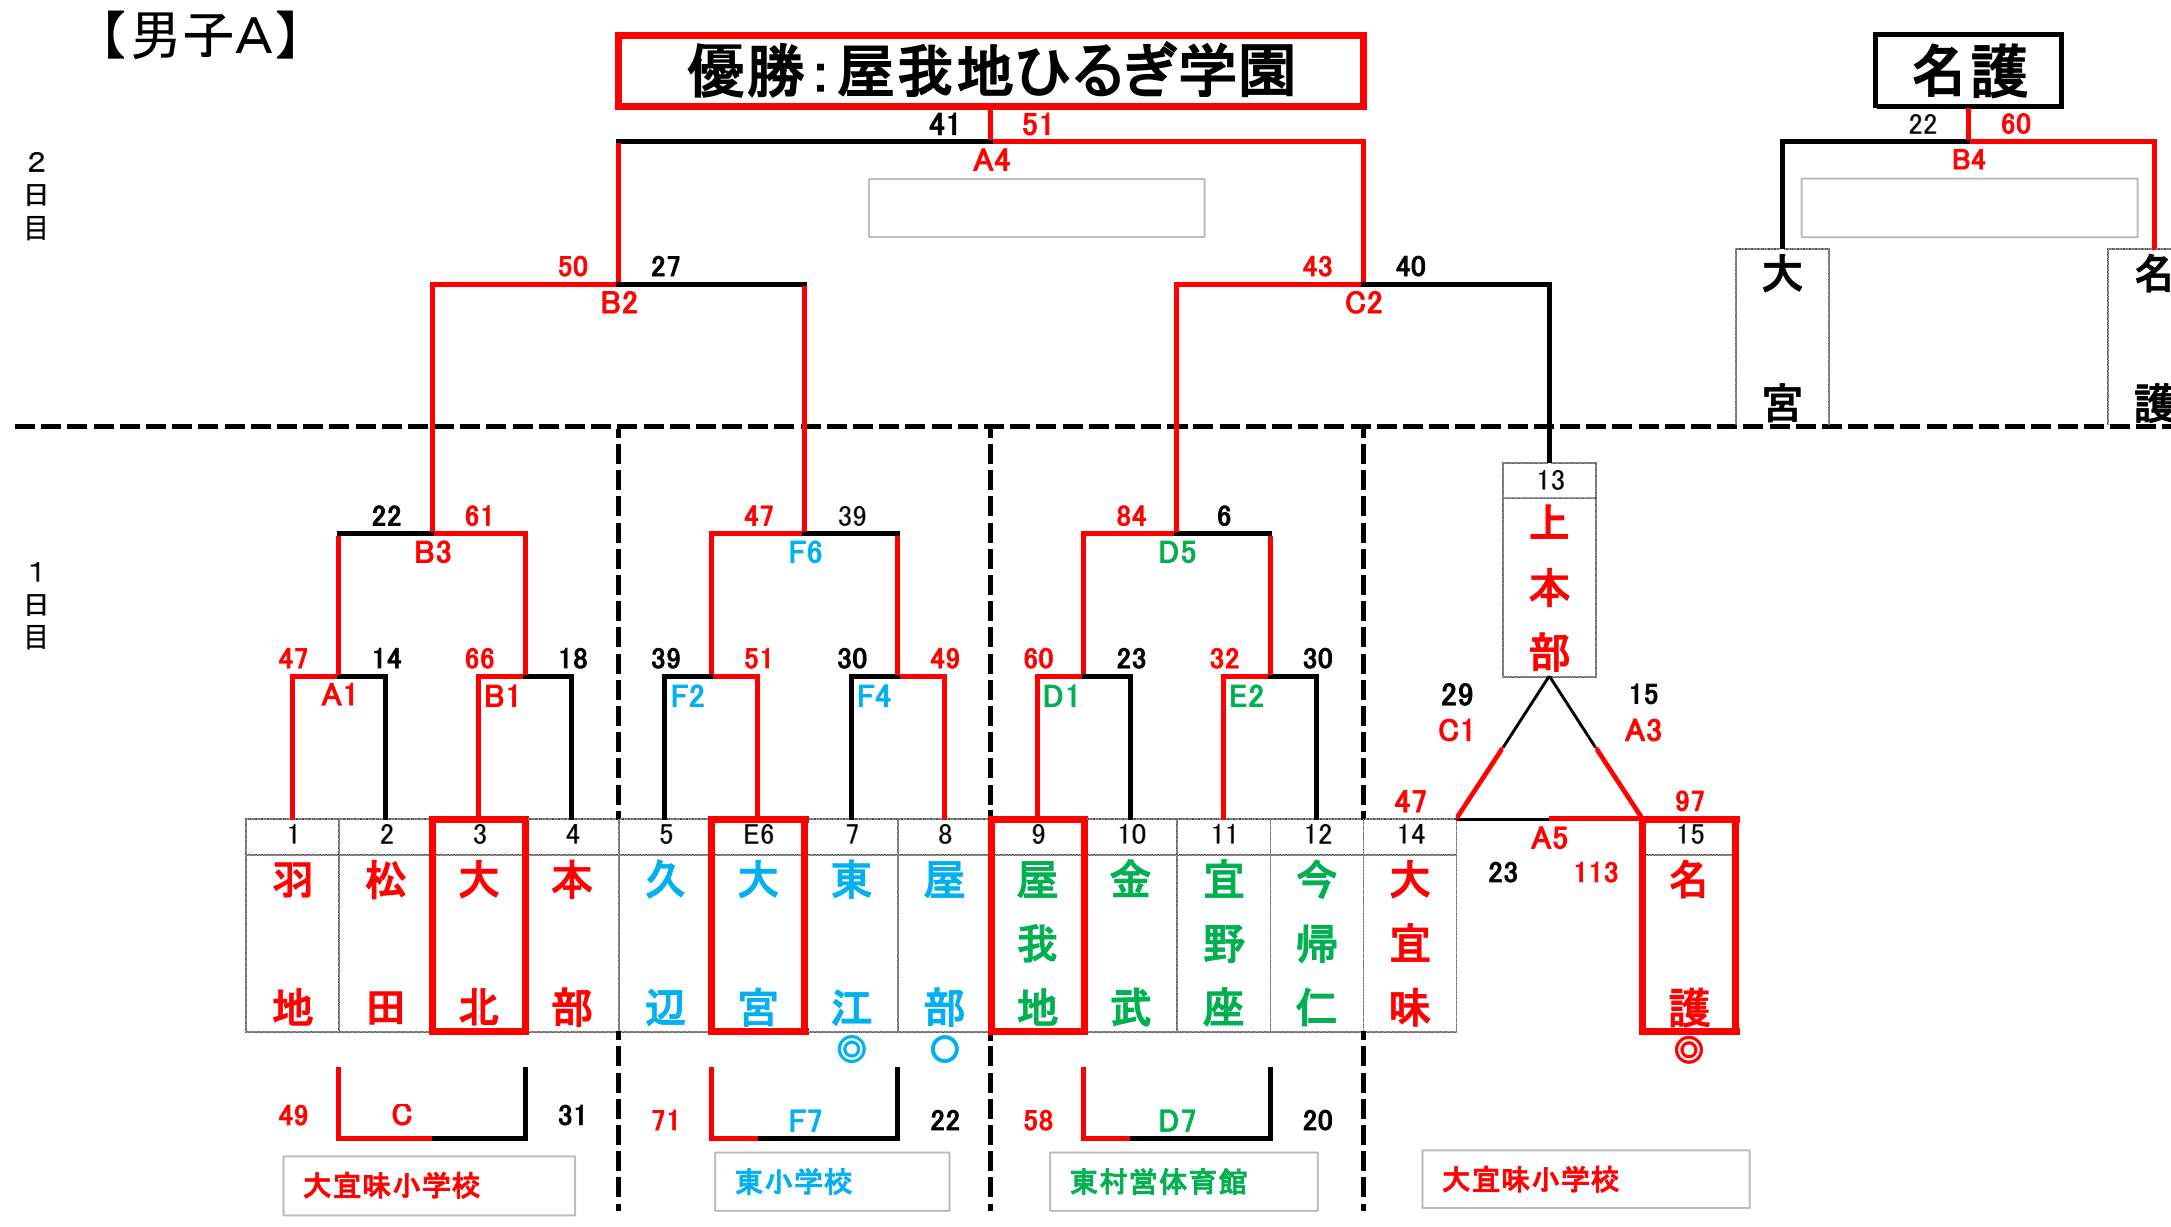 【男子Ａ】
優勝：屋我地ひるぎ学園
名護
41 51
A4
22 60
B4
２日目
大宮
名護
50 27
B2
43 40
C2
１日目
22 61
B3
47 39
F6
84 6
D5
13
上本部
47 14
A1
66 18
B1
39 51
F2
30 49
F4
60 23
D1
32 30
E2
29
C1
15
A3
47
97
A5
23 113
1 2 3 4 5 E6 7 8 9 10 11 12 14 15
羽地
松田
大北
本部
久辺
大宮
東江
屋部
屋我地
金武
宜野座
今帰仁
大宜味
名護
◎ ○ ◎
49 C 31
71 F7 22
58 D7 20
大宜味小学校
東小学校
東村営体育館
大宜味小学校